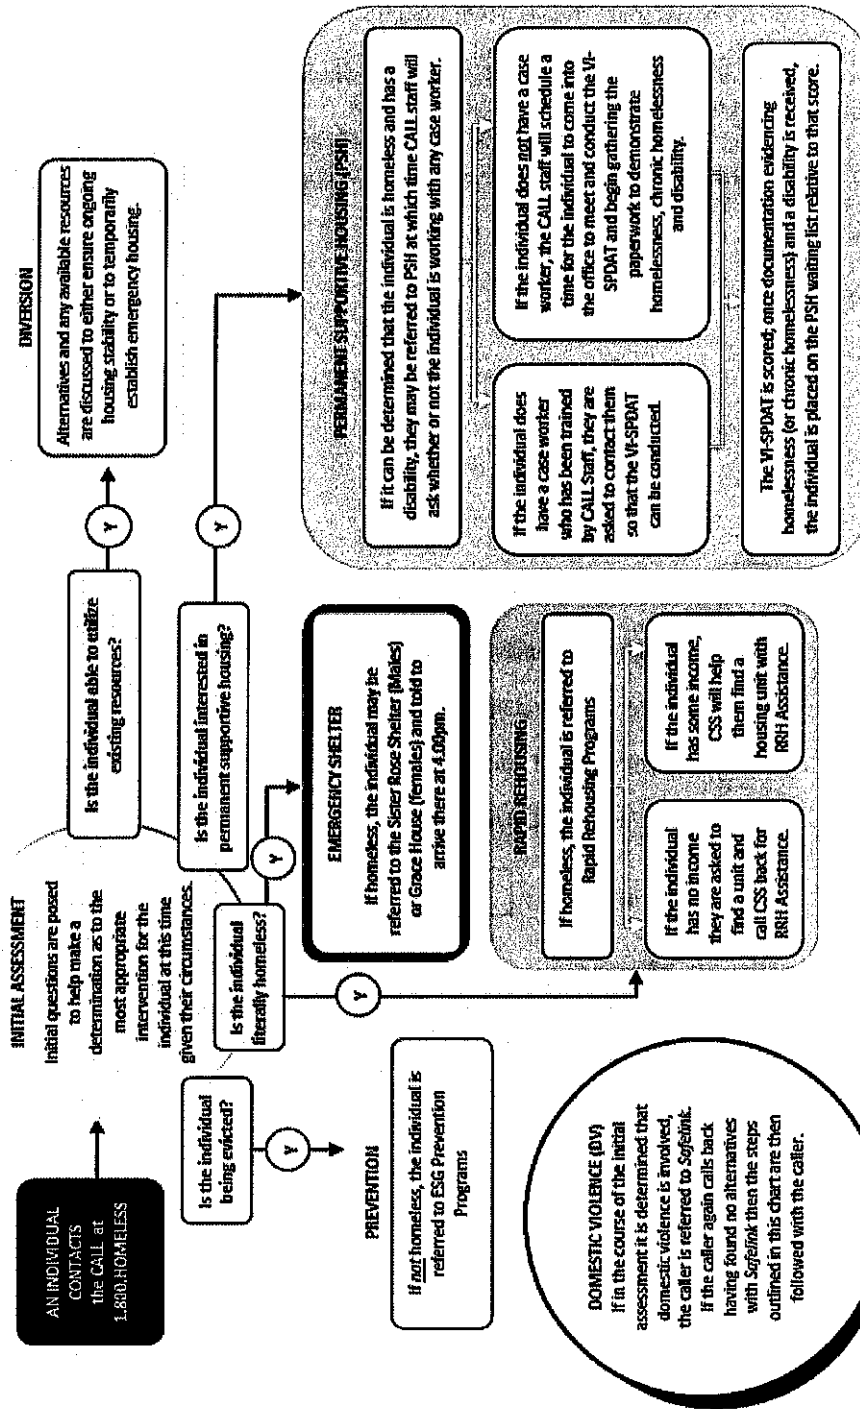 AN INDIVIDUAL
CONTACTS
the CALL at
1.800.HOMELESS
INITIAL ASSESSMENT
Initial questions are posed
to help make a
determination as to the
most appropriate
intervention for the
individual at this time
given their circumstances.
Is the individual able to utilize
existing resources?
Y
DIVERSION
Alternatives and any available resources
are discussed to either ensure ongoing
housing stability or to temporarily
establish emergency housing.
Is the individual interested in
permanent supportive housing?
Y
Is the individual
literally homeless?
Y
Y
Is the individual
being evicted?
Y
PREVENTION
If not homeless, the individual is
referred to ESG Prevention
Programs
EMERGENCY SHELTER
If homeless, the individual may be
referred to the Sister Rose Shelter (Males)
or Grace House (females) and told to
arrive there at 4.00pm.
RAPID REHOUSING
If homeless, the individual is referred to
Rapid Rehousing Programs
If the individual
has no income
they are asked to
find a unit and
call CSS back for
RRH Assistance.
If the individual
has some income,
CSS will help
them find a
housing unit with
RRH Assistance.
PERMANENT SUPPORTIVE HOUSING (PSH)
If it can be determined that the individual is homeless and has a
disability, they may be referred to PSH at which time CALL staff will
ask whether or not the individual is working with any case worker.
If the individual does
have a case worker
who has been trained
by CALL Staff, they are
asked to contact them
so that the VI-SPDAT
can be conducted.
If the individual does not have a case
worker, the CALL staff will schedule a
time for the individual to come into
the office to meet and conduct the VI-
SPDAT and begin gathering the
paperwork to demonstrate
homelessness, chronic homelessness
and disability.
The VI-SPDAT is scored; once documentation evidencing
homelessness (or chronic homelessness) and a disability is received,
the individual is placed on the PSH waiting list relative to that score.
DOMESTIC VIOLENCE (DV)
If in the course of the initial
assessment it is determined that
domestic violence is involved,
the caller is referred to Safelink.
If the caller again calls back
having found no alternatives
with Safelink then the steps
outlined in this chart are then
followed with the caller.